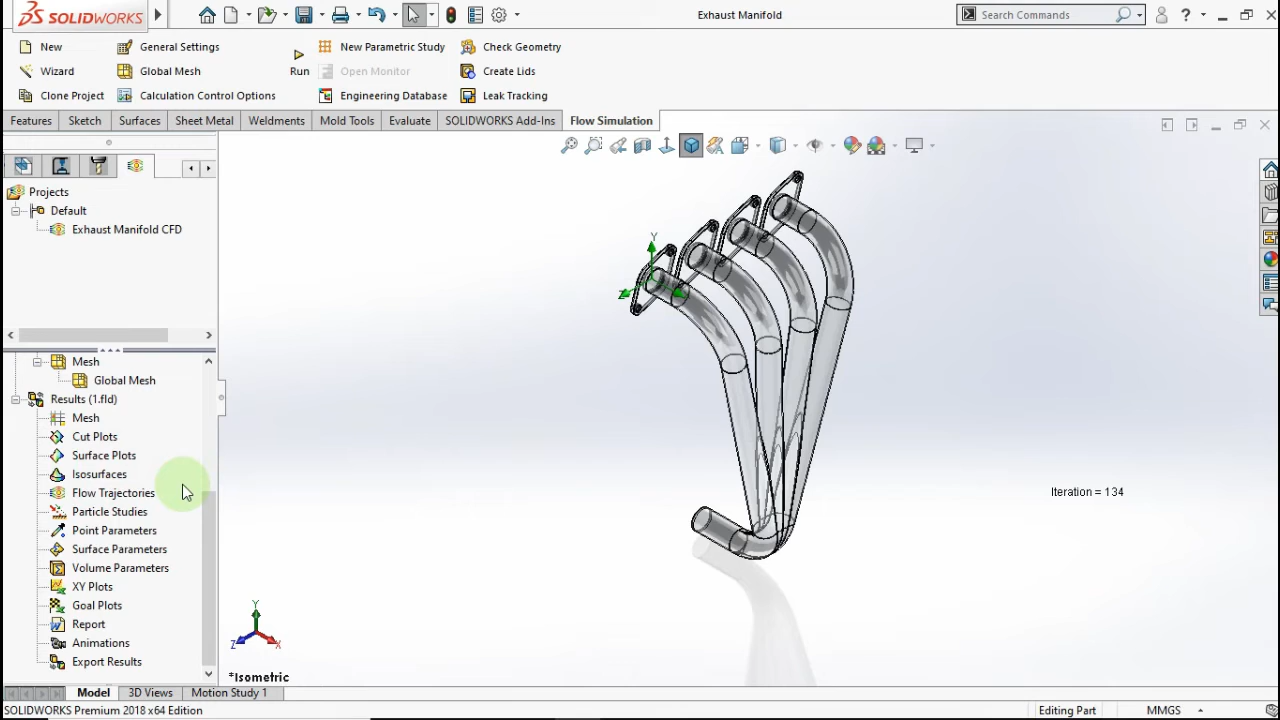 SOLIDWORKS
Exhaust Manifold
Search Commands
?
New
General Settings
New Parametric Study
Check Geometry
Wizard
Global Mesh
Run
Open Monitor
Create Lids
Clone Project
Calculation Control Options
Engineering Database
Leak Tracking
Features
Sketch
Surfaces
Sheet Metal
Weldments
Mold Tools
Evaluate
SOLIDWORKS Add-Ins
Flow Simulation
Projects
Default
Exhaust Manifold CFD
Mesh
Global Mesh
Results (1.fld)
Mesh
Cut Plots
Surface Plots
Isosurfaces
Flow Trajectories
Particle Studies
Point Parameters
Surface Parameters
Volume Parameters
XY Plots
Goal Plots
Report
Animations
Export Results
Y
Z
Iteration = 134
Y
Z
X
*Isometric
Model
3D Views
Motion Study 1
SOLIDWORKS Premium 2018 x64 Edition
Editing Part
MMGS